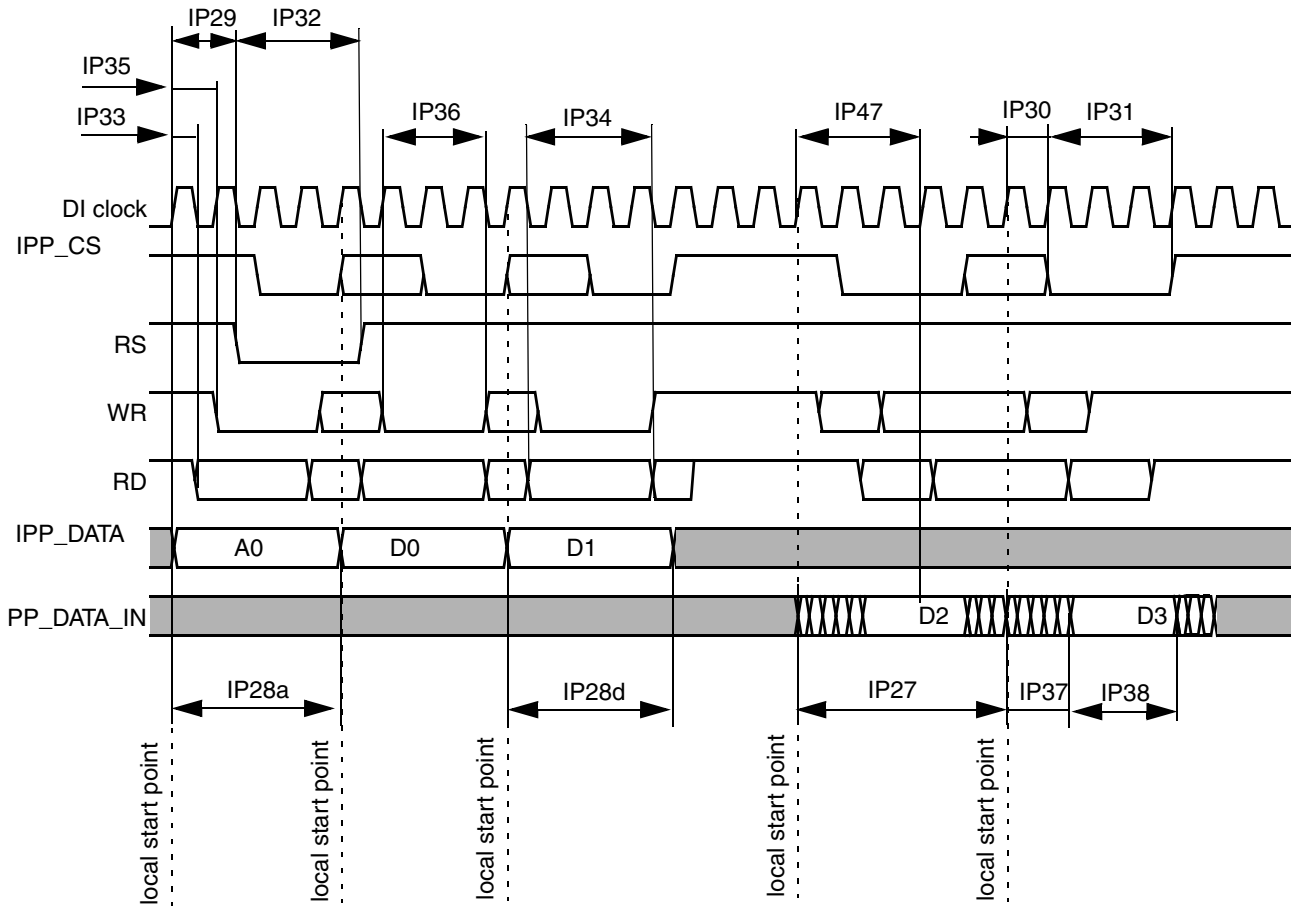 IP29
IP32
IP35
IP33
IP36
IP34
IP47
IP30
IP31
DI clock
IPP_CS
RS
WR
RD
IPP_DATA
A0
D0
D1
PP_DATA_IN
D2
D3
IP28a
IP28d
IP27
IP37
IP38
local start point
local start point
local start point
local start point
local start point